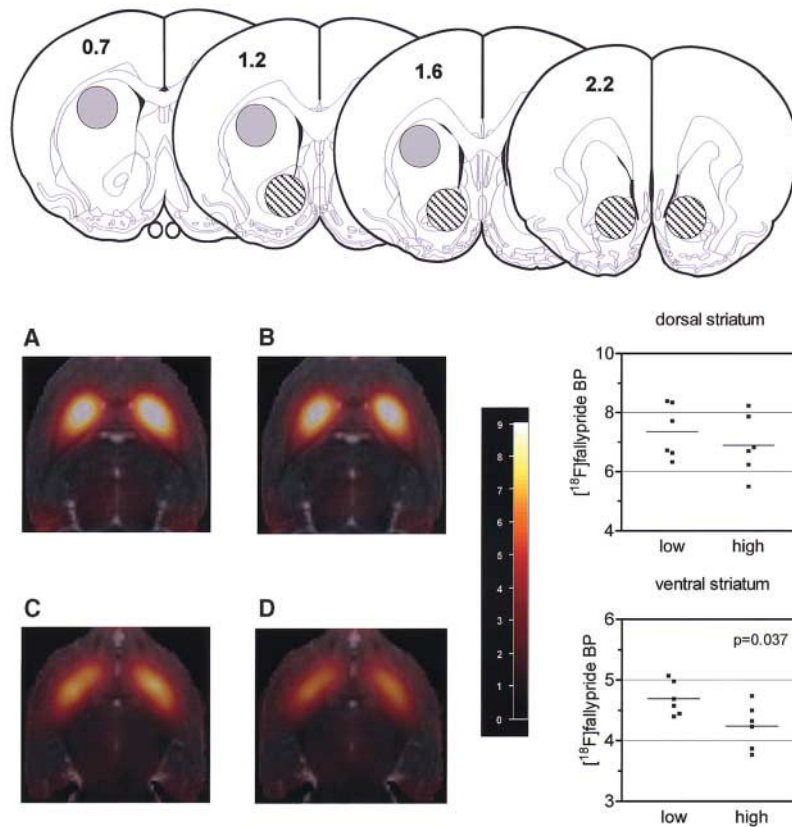 0.7
1.2
1.6
2.2
A
B
C
D
9
8
7
6
5
4
3
2
1
0
dorsal striatum
[¹⁸F]fallypride BP
10
8
6
4
low high
ventral striatum
[¹⁸F]fallypride BP
p=0.037
6
5
4
3
low high